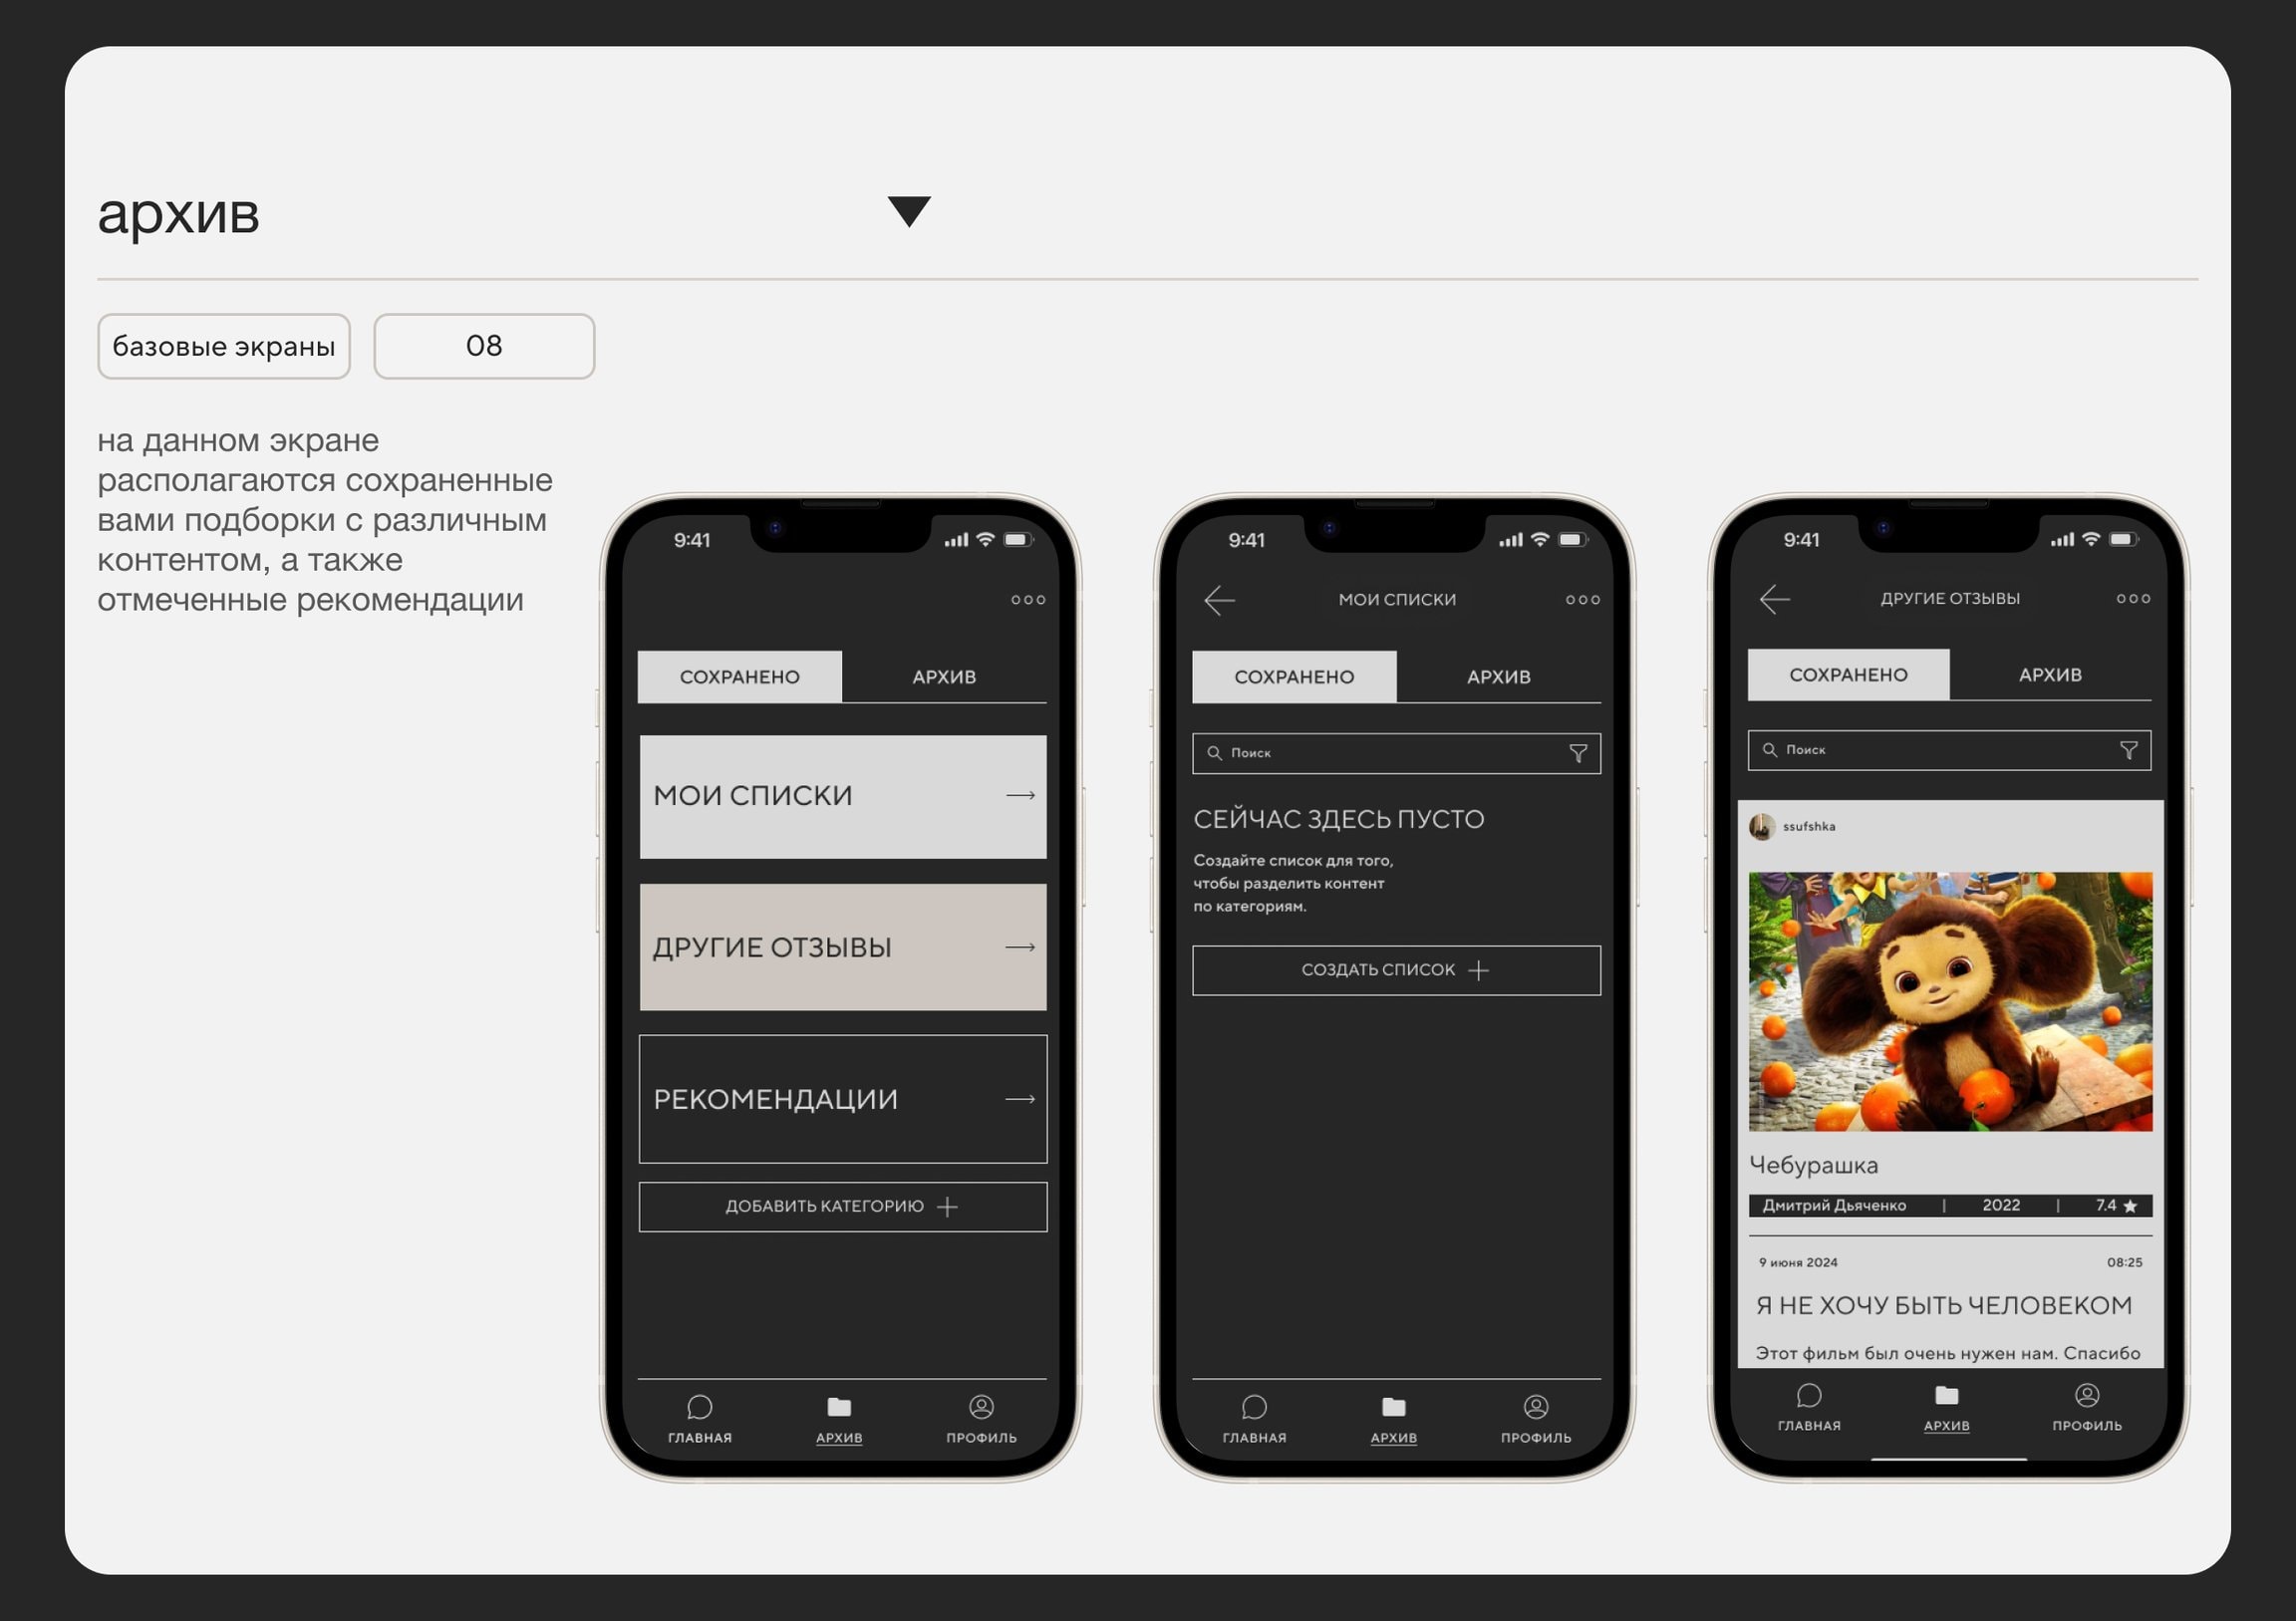 архив
базовые экраны
08
на данном экране
располагаются сохраненные
вами подборки с различным
контентом, а также
отмеченные рекомендации
9:41
СОХРАНЕНО
АРХИВ
МОИ СПИСКИ
ДРУГИЕ ОТЗЫВЫ
РЕКОМЕНДАЦИИ
ДОБАВИТЬ КАТЕГОРИЮ
ГЛАВНАЯ
АРХИВ
ПРОФИЛЬ
9:41
МОИ СПИСКИ
СОХРАНЕНО
АРХИВ
Поиск
СЕЙЧАС ЗДЕСЬ ПУСТО
Создайте список для того,
чтобы разделить контент
по категориям.
СОЗДАТЬ СПИСОК
ГЛАВНАЯ
АРХИВ
ПРОФИЛЬ
9:41
ДРУГИЕ ОТЗЫВЫ
СОХРАНЕНО
АРХИВ
Поиск
ssufshka
Чебурашка
Дмитрий Дьяченко | 2022 | 7.4 ★
9 июня 2024
08:25
Я НЕ ХОЧУ БЫТЬ ЧЕЛОВЕКОМ
Этот фильм был очень нужен нам. Спасибо
ГЛАВНАЯ
АРХИВ
ПРОФИЛЬ